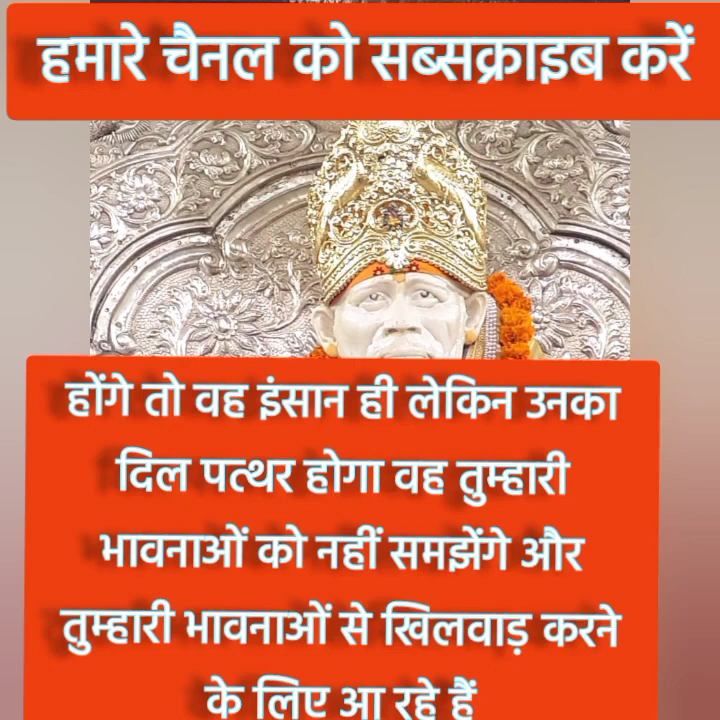 हमारे चैनल को सब्सक्राइब करें
होंगे तो वह इंसान ही लेकिन उनका
दिल पत्थर होगा वह तुम्हारी
भावनाओं को नहीं समझेंगे और
तुम्हारी भावनाओं से खिलवाड़ करने
के लिए आ रहे हैं